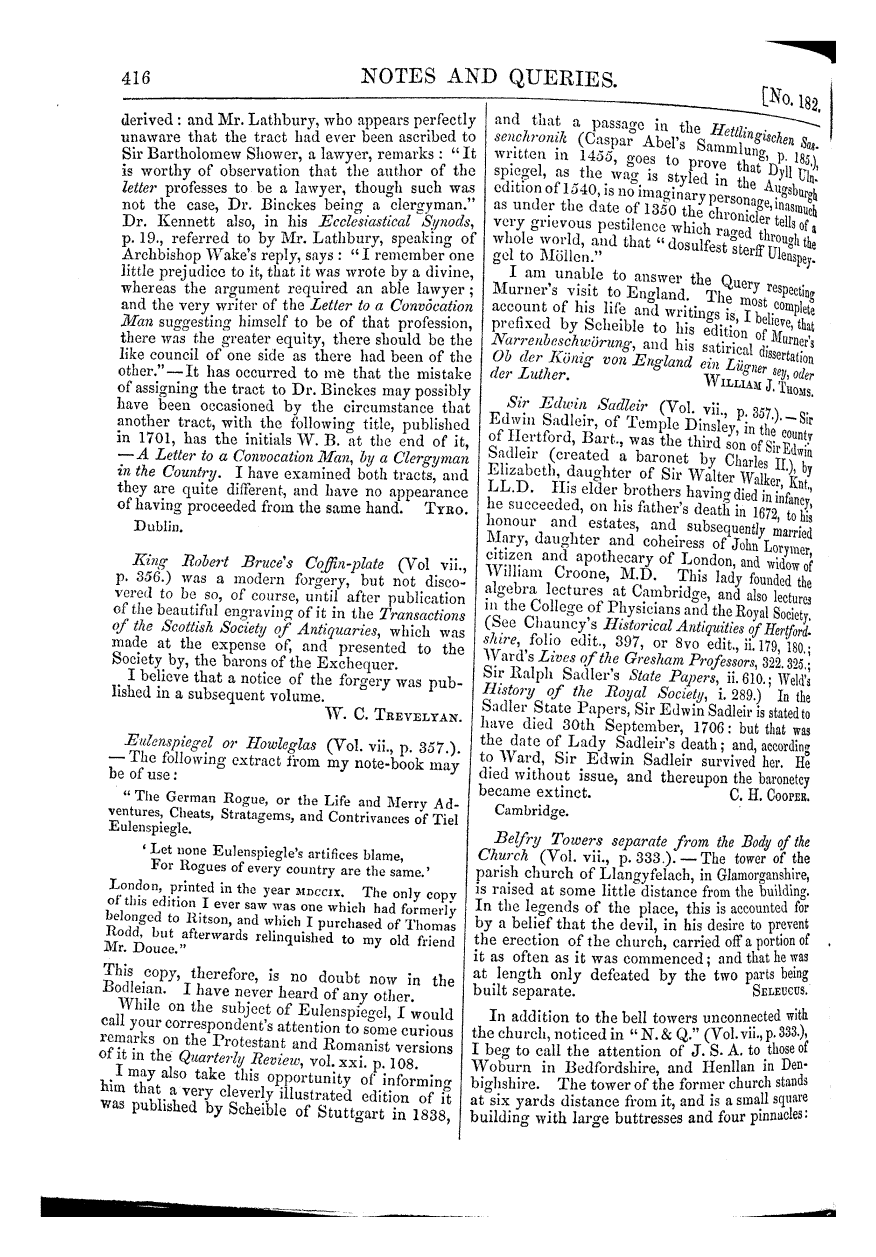 416 NOTES AND QUERIES. [No. 182.
derived : and Mr. Lathbury, who appears perfectly
unaware that the tract had ever been ascribed to
Sir Bartholomew Shower, a lawyer, remarks : “ It
is worthy of observation that the author of the
letter professes to be a lawyer, though such was
not the case, Dr. Binckes being a clergyman.”
Dr. Kennett also, in his Ecclesiastical Synods,
p. 19., referred to by Mr. Lathbury, speaking of
Archbishop Wake's reply, says : “ I remember one
little prejudice to it, that it was wrote by a divine,
whereas the argument required an able lawyer ;
and the very writer of the Letter to a Convocation
Man suggesting himself to be of that profession,
there was the greater equity, there should be the
like council of one side as there had been of the
other.”—It has occurred to me that the mistake
of assigning the tract to Dr. Binckes may possibly
have been occasioned by the circumstance that
another tract, with the following title, published
in 1701, has the initials W. B. at the end of it,
—A Letter to a Convocation Man, by a Clergyman
in the Country. I have examined both tracts, and
they are quite different, and have no appearance
of having proceeded from the same hand. TYRO.
Dublin.
King Robert Bruce's Coffin-plate (Vol vii.,
p. 356.) was a modern forgery, but not disco-
vered to be so, of course, until after publication
of the beautiful engraving of it in the Transactions
of the Scottish Society of Antiquaries, which was
made at the expense of, and presented to the
Society by, the barons of the Exchequer.
I believe that a notice of the forgery was pub-
lished in a subsequent volume.
W. C. TREVELYAN.
Eulenspiegel or Howleglas (Vol. vii., p. 357.).
— The following extract from my note-book may
be of use :
“ The German Rogue, or the Life and Merry Ad-
ventures, Cheats, Stratagems, and Contrivances of Tiel
Eulenspiegle.
‘ Let none Eulenspiegle's artifices blame,
For Rogues of every country are the same.’
London, printed in the year MDCCIX. The only copy
of this edition I ever saw was one which had formerly
belonged to Ritson, and which I purchased of Thomas
Rodd, but afterwards relinquished to my old friend
Mr. Douce.”
This copy, therefore, is no doubt now in the
Bodleian. I have never heard of any other.
While on the subject of Eulenspiegel, I would
call your correspondent's attention to some curious
remarks on the Protestant and Romanist versions
of it in the Quarterly Review, vol. xxi. p. 108.
I may also take this opportunity of informing
him that a very cleverly illustrated edition of it
was published by Scheible of Stuttgart in 1838,
and that a passage in the Hettlingischen Sas-
senchronik (Caspar Abel's Sammlung, p. 185.),
written in 1455, goes to prove that Dyll Uln-
spiegel, as the wag is styled in the Augsburgh
edition of 1540, is no imaginary personage, inasmuch
as under the date of 1350 the chronicler tells of a
very grievous pestilence which raged through the
whole world, and that “ dosulfest sterff Ulenspey-
gel to Möllen.”
I am unable to answer the Query respecting
Murner's visit to England. The most complete
account of his life and writings is, I believe, that
prefixed by Scheible to his edition of Murner's
Narrenbeschwörung, and his satirical dissertation
Ob der König von England ein Lügner sey, oder
der Luther. WILLIAM J. THOMS.
Sir Edwin Sadleir (Vol. vii., p. 357.). — Sir
Edwin Sadleir, of Temple Dinsley, in the county
of Hertford, Bart., was the third son of Sir Edwin
Sadleir (created a baronet by Charles II.), by
Elizabeth, daughter of Sir Walter Walker, Knt.,
LL.D. His elder brothers having died in infancy,
he succeeded, on his father's death in 1672, to his
honour and estates, and subsequently married
Mary, daughter and coheiress of John Lorymer,
citizen and apothecary of London, and widow of
William Croone, M.D. This lady founded the
algebra lectures at Cambridge, and also lectures
in the College of Physicians and the Royal Society.
(See Chauncy's Historical Antiquities of Hertford-
shire, folio edit., 397, or 8vo edit., ii. 179, 180.;
Ward's Lives of the Gresham Professors, 322. 325.;
Sir Ralph Sadler's State Papers, ii. 610.; Weld's
History of the Royal Society, i. 289.) In the
Sadler State Papers, Sir Edwin Sadleir is stated to
have died 30th September, 1706 : but that was
the date of Lady Sadleir's death ; and, according
to Ward, Sir Edwin Sadleir survived her. He
died without issue, and thereupon the baronetcy
became extinct. C. H. COOPER.
Cambridge.
Belfry Towers separate from the Body of the
Church (Vol. vii., p. 333.). — The tower of the
parish church of Llangyfelach, in Glamorganshire,
is raised at some little distance from the building.
In the legends of the place, this is accounted for
by a belief that the devil, in his desire to prevent
the erection of the church, carried off a portion of
it as often as it was commenced ; and that he was
at length only defeated by the two parts being
built separate. SELEUCUS.
In addition to the bell towers unconnected with
the church, noticed in “ N. & Q.” (Vol. vii., p. 333.),
I beg to call the attention of J. S. A. to those of
Woburn in Bedfordshire, and Henllan in Den-
bighshire. The tower of the former church stands
at six yards distance from it, and is a small square
building with large buttresses and four pinnacles :